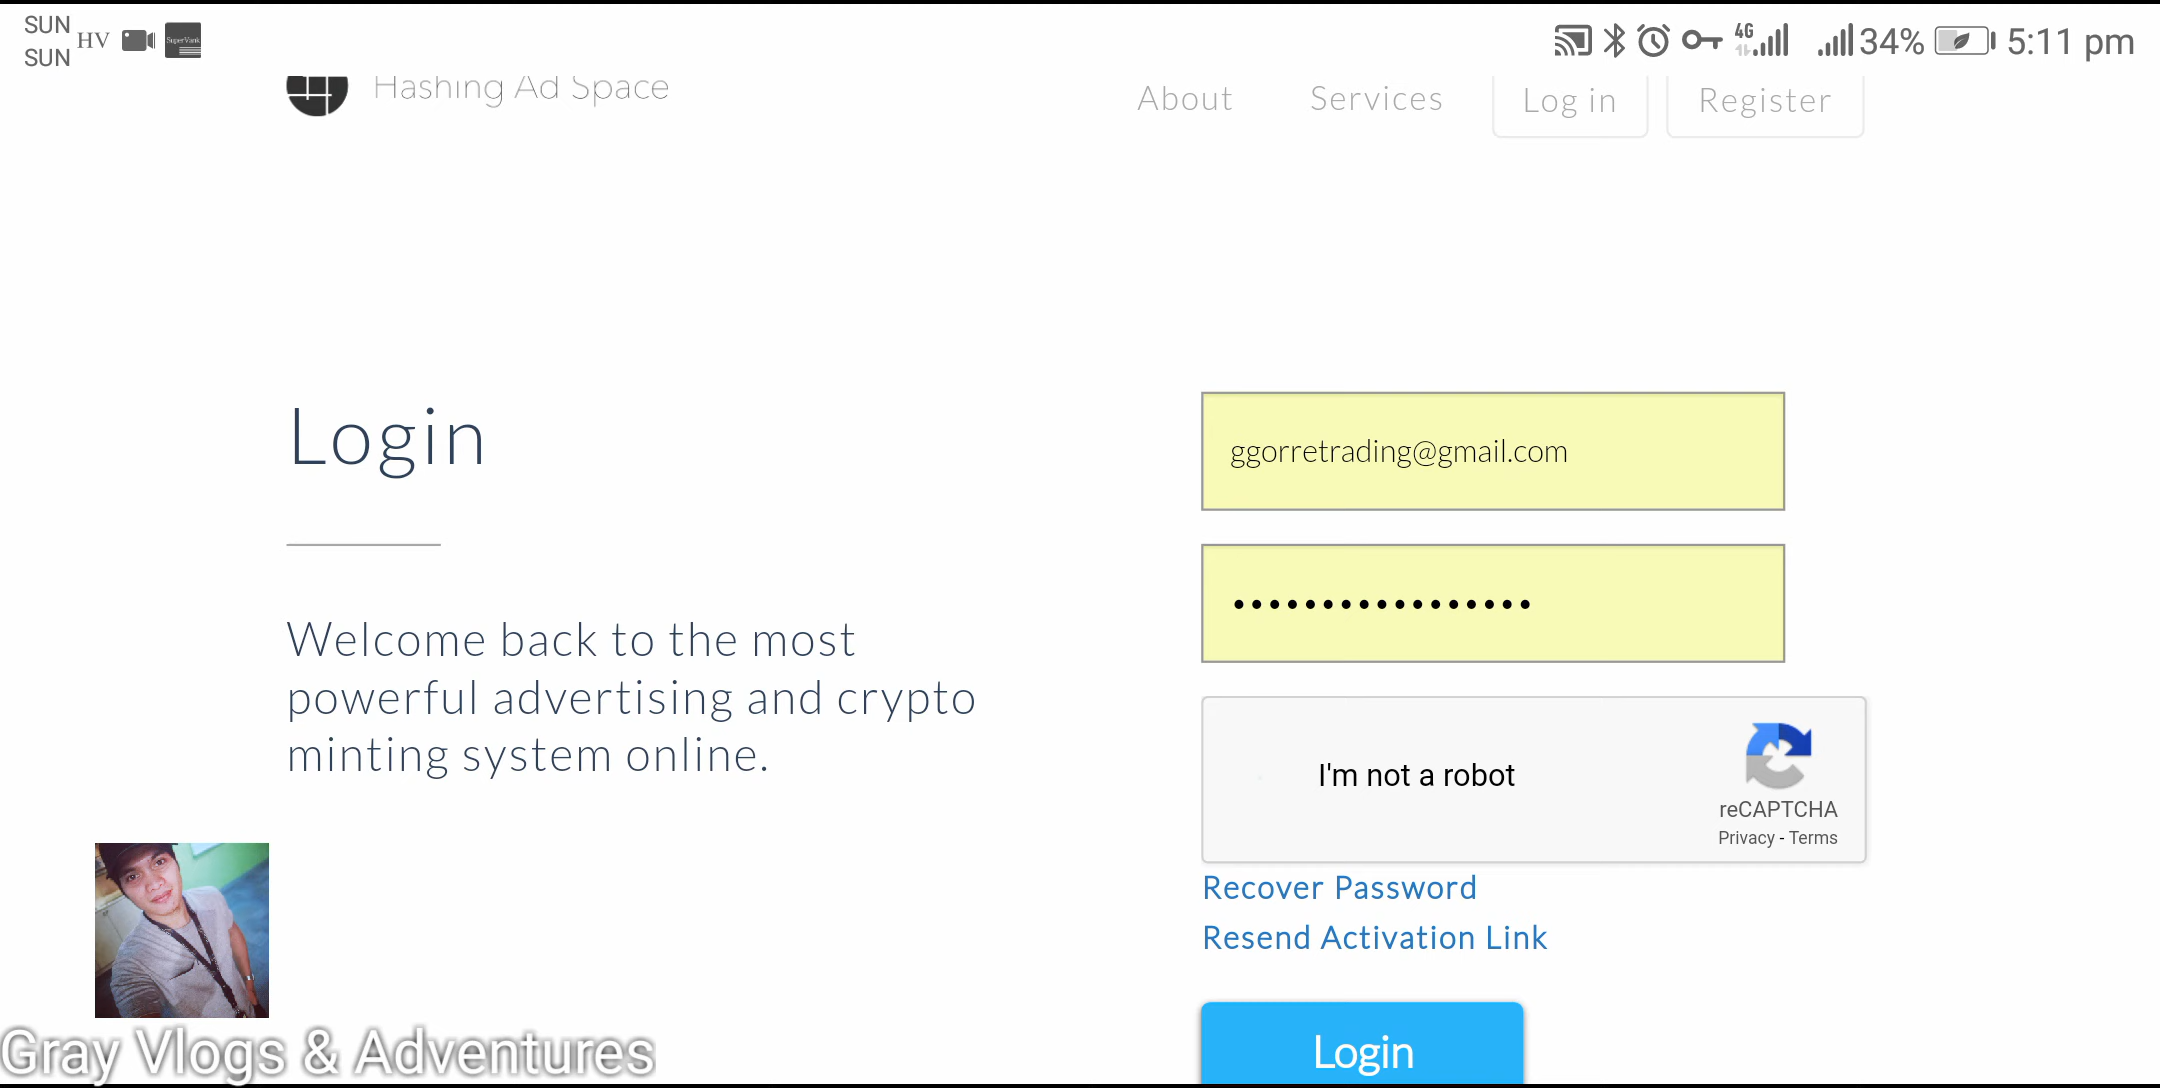 SUN
SUN
HV
SuperVank
4G
34%
5:11 pm
Hashing Ad Space
About
Services
Log in
Register
Login
ggorretrading@gmail.com
•••••••••••••••••
Welcome back to the most
powerful advertising and crypto
minting system online.
I'm not a robot
reCAPTCHA
Privacy - Terms
Recover Password
Resend Activation Link
Login
Gray Vlogs & Adventures